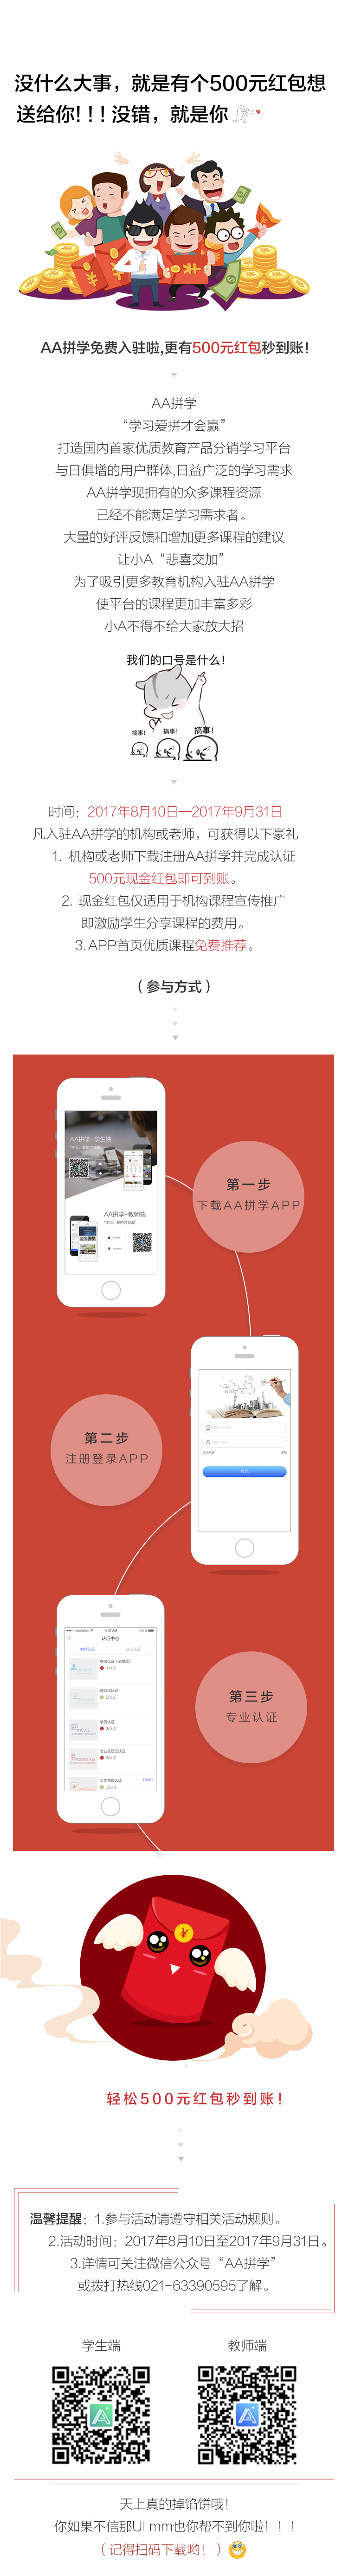 没什么大事，就是有个500元红包想
送给你！！！没错，就是你
AA拼学免费入驻啦,更有500元红包秒到账！
AA拼学
“学习爱拼才会赢”
打造国内首家优质教育产品分销学习平台
与日俱增的用户群体,日益广泛的学习需求
AA拼学现拥有的众多课程资源
已经不能满足学习需求者。
大量的好评反馈和增加更多课程的建议
让小A“悲喜交加”
为了吸引更多教育机构入驻AA拼学
使平台的课程更加丰富多彩
小A不得不给大家放大招
我们的口号是什么！
搞事！
搞事！
搞事！
时间：2017年8月10日—2017年9月31日
凡入驻AA拼学的机构或老师，可获得以下豪礼
1. 机构或老师下载注册AA拼学并完成认证
500元现金红包即可到账。
2. 现金红包仅适用于机构课程宣传推广
即激励学生分享课程的费用。
3.APP首页优质课程免费推荐。
（参与方式）
AA拼学-学生端
AA拼学-教师端
第一步
下载AA拼学APP
第二步
注册登录APP
认证中心
第三步
专业认证
轻松500元红包秒到账！
温馨提醒：1.参与活动请遵守相关活动规则。
2.活动时间：2017年8月10日至2017年9月31日。
3.详情可关注微信公众号“AA拼学”
或拨打热线021-63390595了解。
学生端
教师端
天上真的掉馅饼哦！
你如果不信那UI mm也你帮不到你啦！！！
（记得扫码下载哟！）